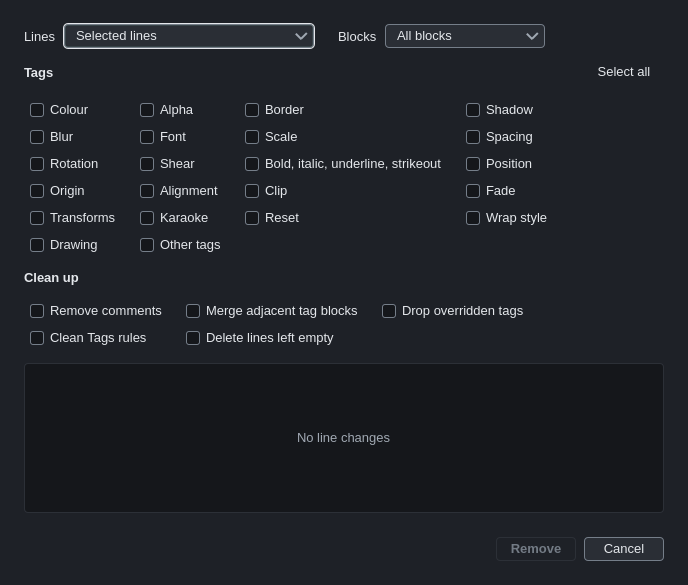 Lines Selected lines Blocks All blocks
Tags Select all
Colour Alpha Border Shadow
Blur Font Scale Spacing
Rotation Shear Bold, italic, underline, strikeout Position
Origin Alignment Clip Fade
Transforms Karaoke Reset Wrap style
Drawing Other tags
Clean up
Remove comments Merge adjacent tag blocks Drop overridden tags
Clean Tags rules Delete lines left empty
No line changes
Remove Cancel